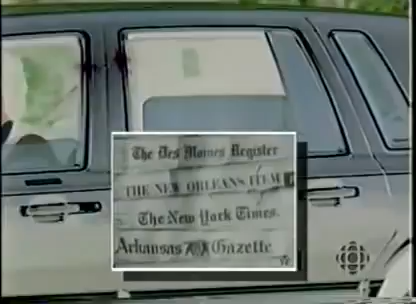 The Des Moines Register
THE NEW ORLEANS ITEM
The New York Times.
Arkansas Gazette